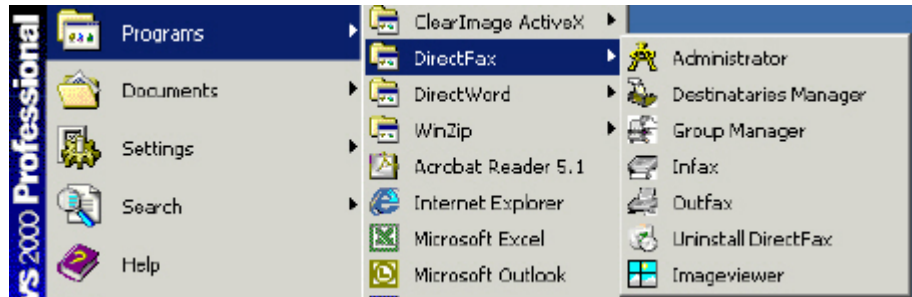 ws 2000 Professional
Programs
Documents
Settings
Search
Help
ClearImage ActiveX
DirectFax
DirectWord
WinZip
Acrobat Reader 5.1
Internet Explorer
Microsoft Excel
Microsoft Outlook
Administrator
Destinataries Manager
Group Manager
Infax
Outfax
Uninstall DirectFax
Imageviewer